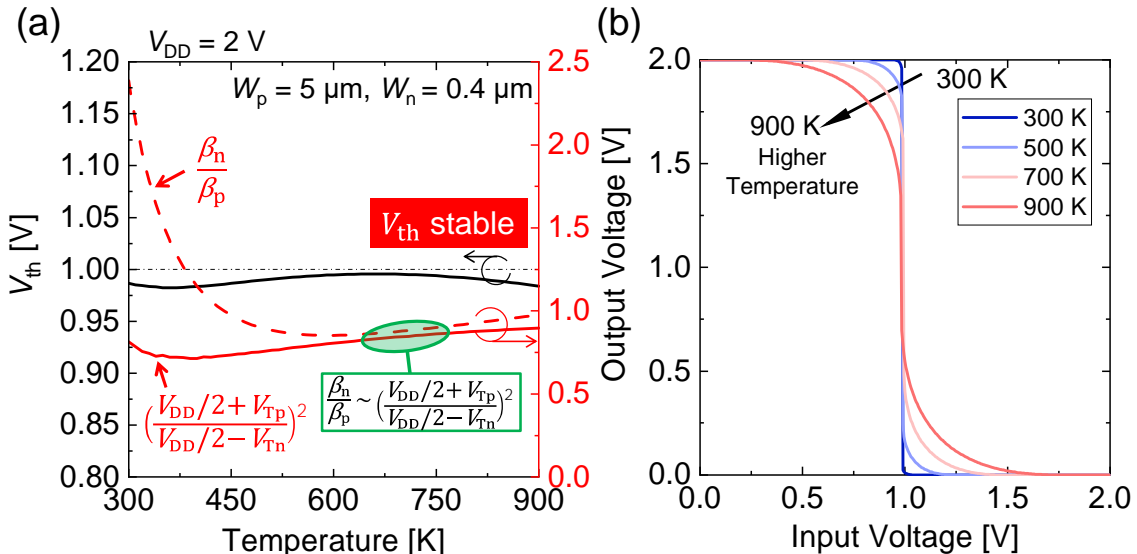 (a)
V_DD = 2 V
W_p = 5 µm, W_n = 0.4 µm
V_th [V]
1.20
1.15
1.10
1.05
1.00
0.95
0.90
0.85
0.80
2.5
2.0
1.5
1.0
0.5
0.0
β_n/β_p
V_th stable
(V_DD/2+ V_Tp / V_DD/2− V_Tn)^2
β_n/β_p ~ (V_DD/2+ V_Tp / V_DD/2− V_Tn)^2
300 450 600 750 900
Temperature [K]
(b)
Output Voltage [V]
2.0
1.5
1.0
0.5
0.0
300 K
900 K
Higher
Temperature
300 K
500 K
700 K
900 K
0.0 0.5 1.0 1.5 2.0
Input Voltage [V]